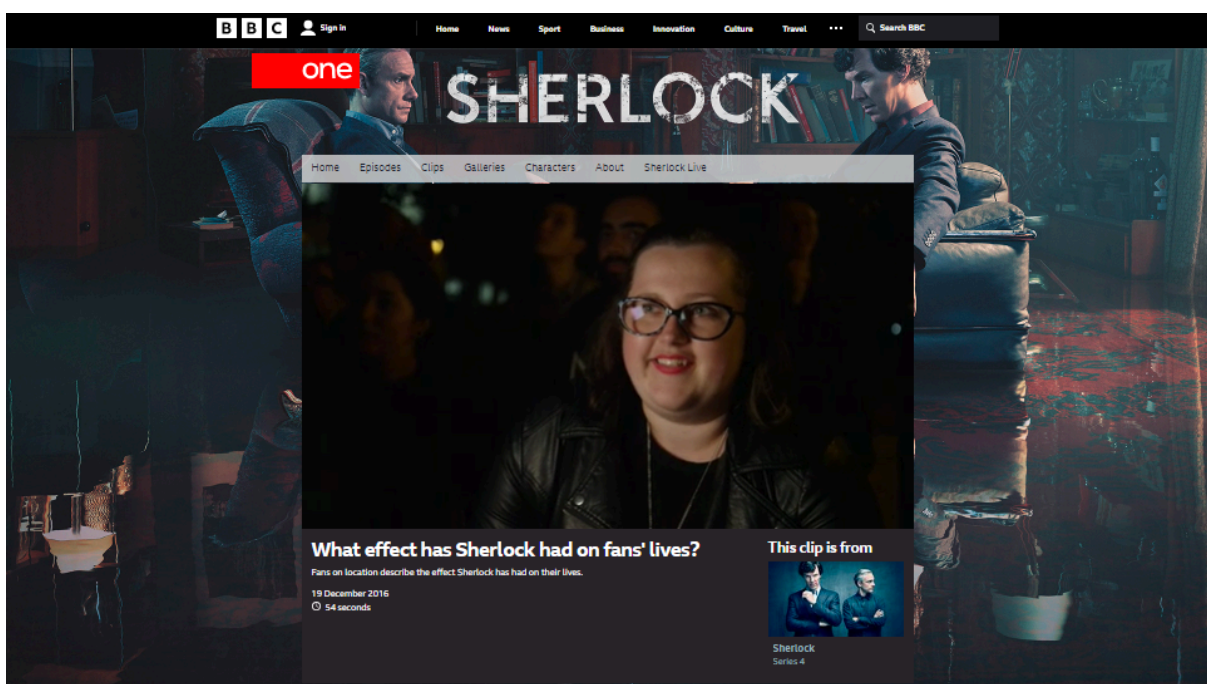 BBC Sign in Home News Sport Business Innovation Culture Travel ••• Search BBC
one
SHERLOCK
Home Episodes Clips Galleries Characters About Sherlock Live
What effect has Sherlock had on fans' lives?
Fans on location describe the effect Sherlock has had on their lives.
19 December 2016
54 seconds
This clip is from
Sherlock
Series 4